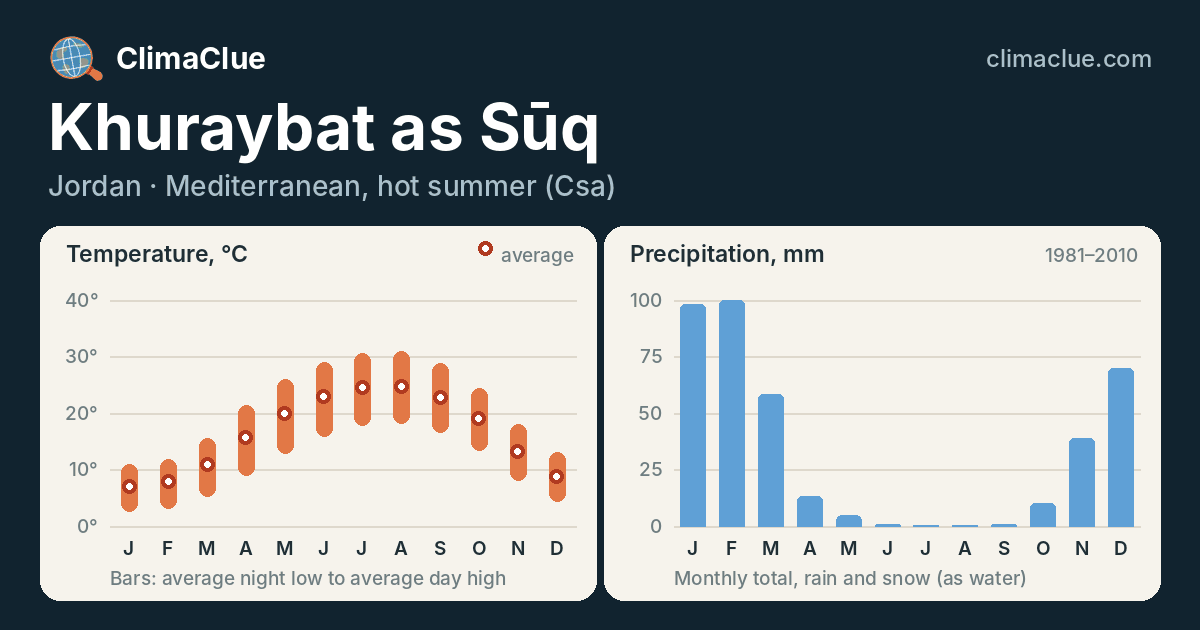 ClimaClue
climaclue.com
Khuraybat as Sūq
Jordan · Mediterranean, hot summer (Csa)
Temperature, °C
average
40°
30°
20°
10°
0°
J F M A M J J A S O N D
Bars: average night low to average day high
Precipitation, mm
1981–2010
100
75
50
25
0
J F M A M J J A S O N D
Monthly total, rain and snow (as water)